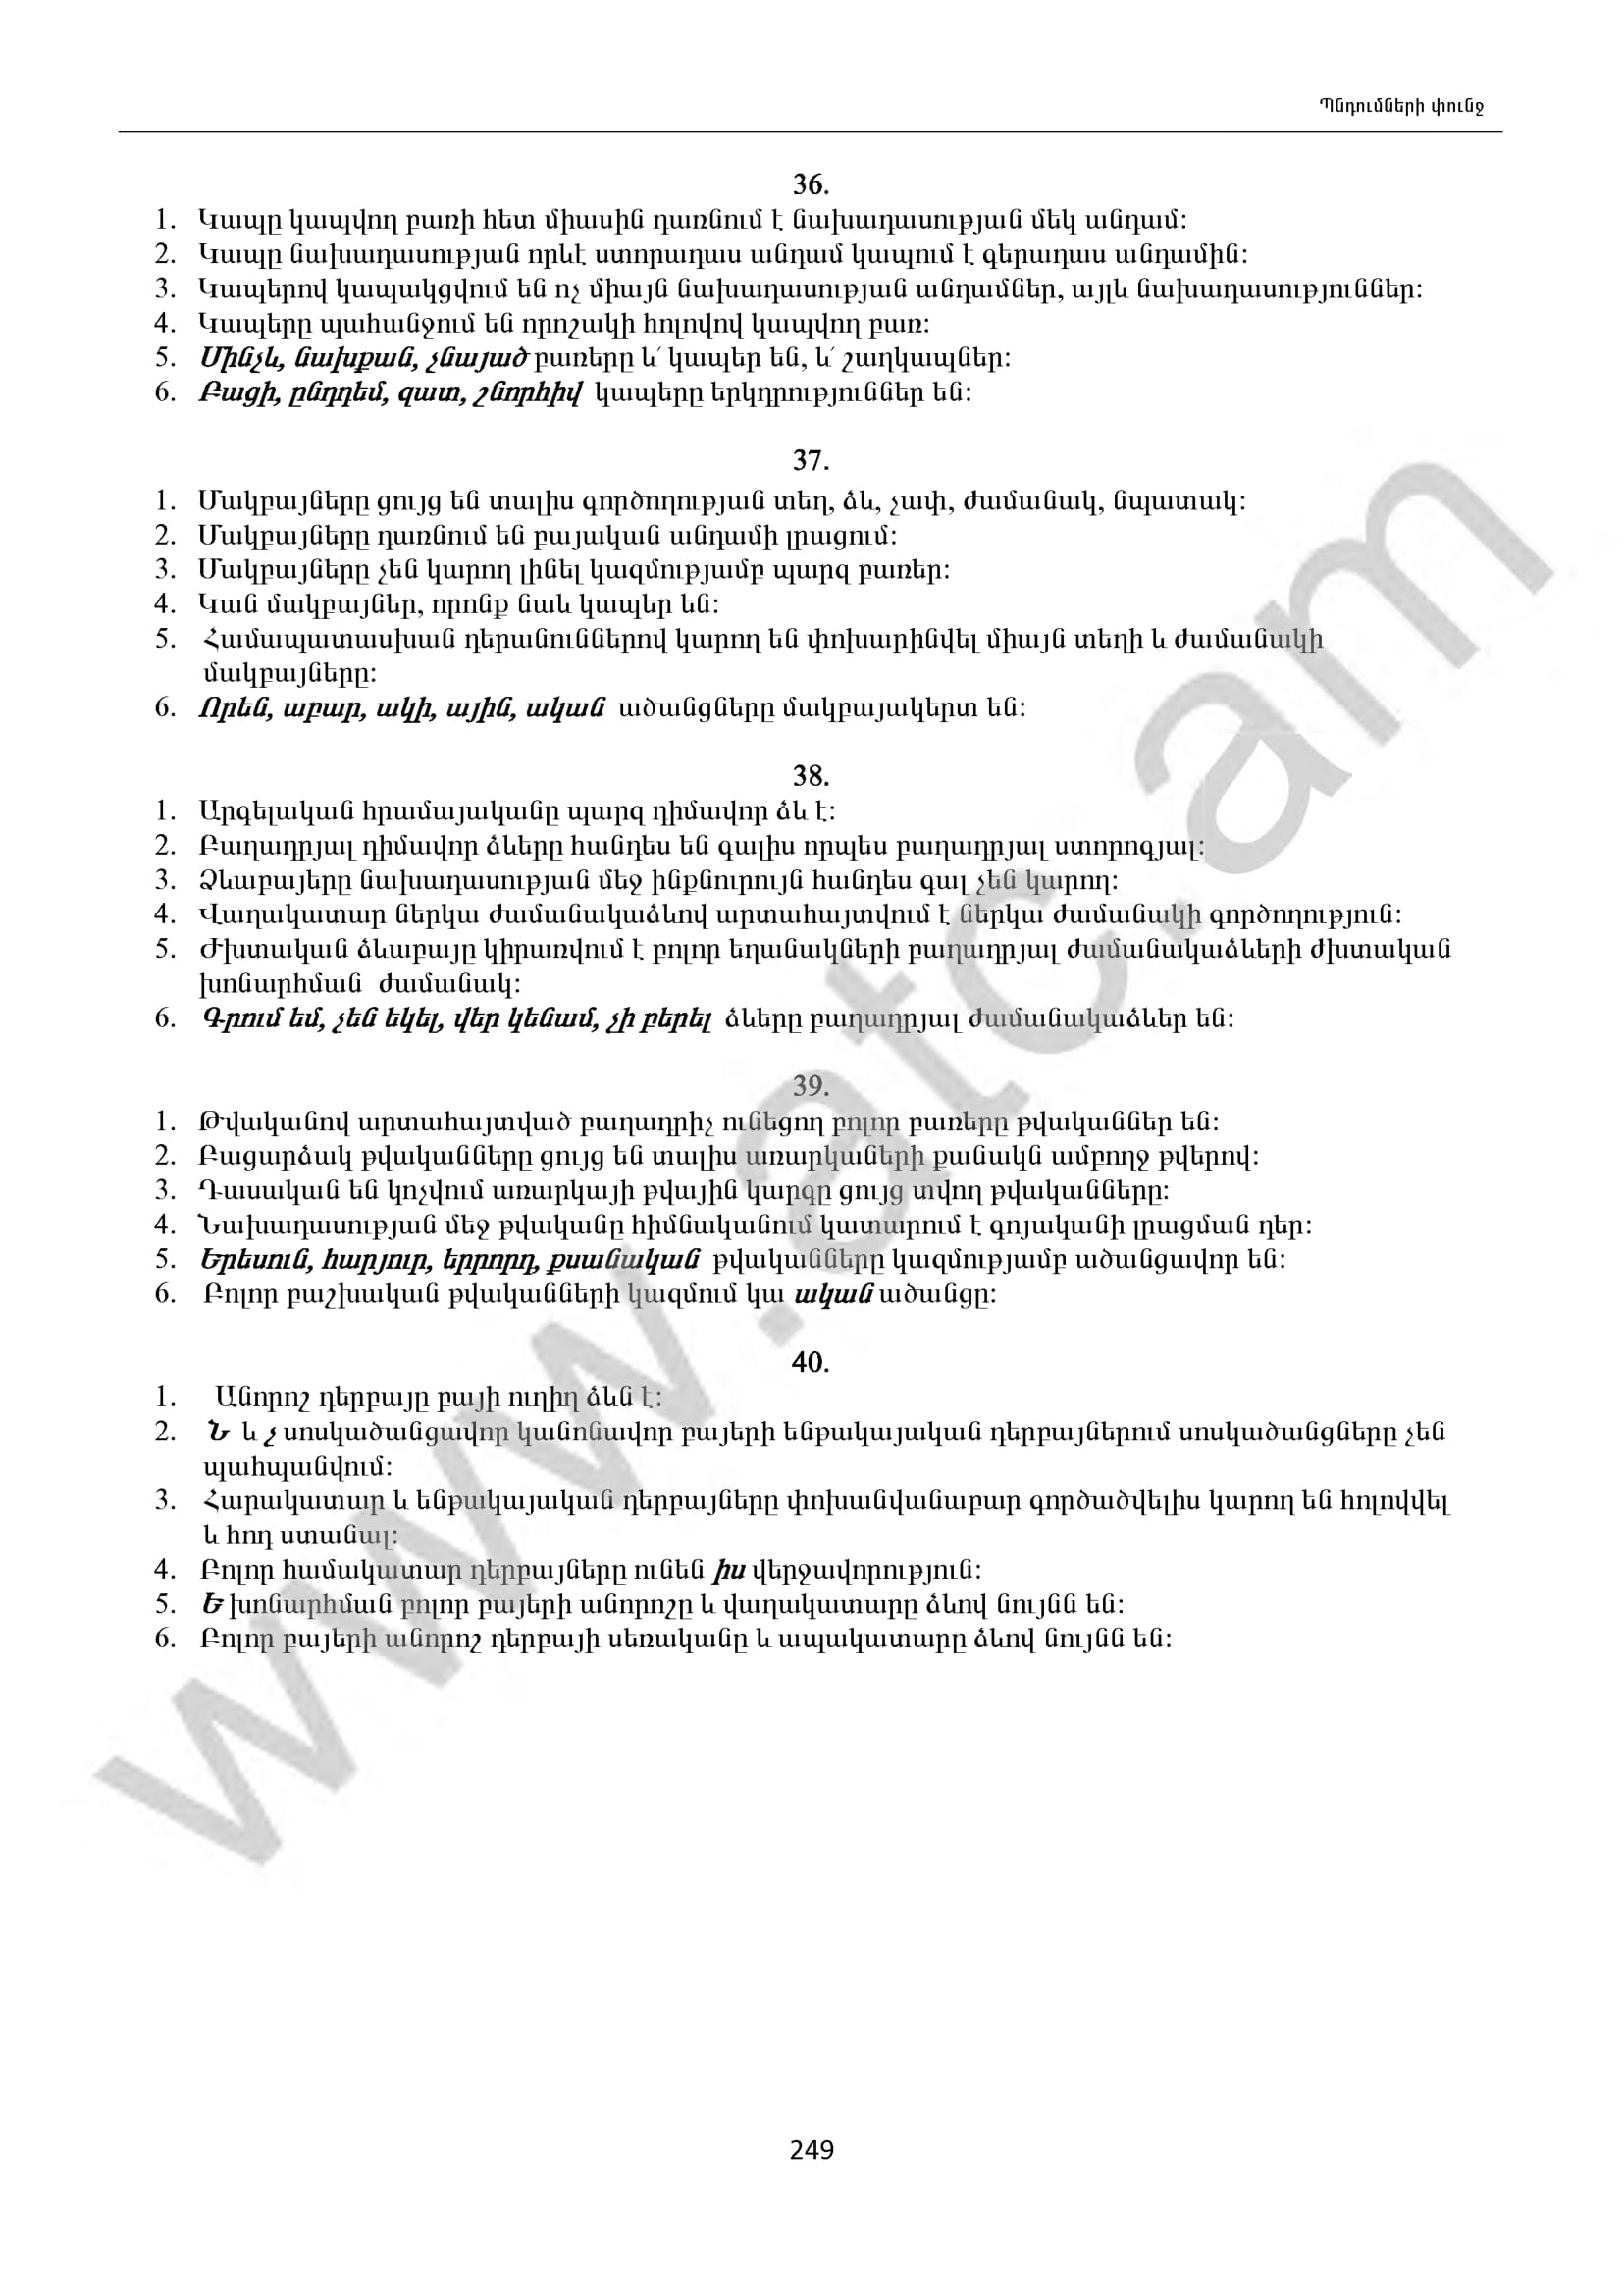 Պնդումների փունջ
36.
1. Կապը կապվող բառի հետ միասին դառնում է նախադասության մեկ անդամ:
2. Կապը նախադասության որևէ ստորադաս անդամ կապում է գերադաս անդամին:
3. Կապերով կապակցվում են ոչ միայն նախադասության անդամներ, այլև նախադասություններ:
4. Կապերը պահանջում են որոշակի հոլովով կապվող բառ:
5. Մինչև, նախքան, չնայած բառերը և՛ կապեր են, և՛ շաղկապներ:
6. Բացի, ընդդեմ, զատ, շնորհիվ կապերը երկդրություններ են:
37.
1. Մակբայները ցույց են տալիս գործողության տեղ, ձև, չափ, ժամանակ, նպատակ:
2. Մակբայները դառնում են բայական անդամի լրացում:
3. Մակբայները չեն կարող լինել կազմությամբ պարզ բառեր:
4. Կան մակբայներ, որոնք նաև կապեր են:
5. Համապատասխան դերանուններով կարող են փոխարինվել միայն տեղի և ժամանակի
մակբայները:
6. Որեն, աբար, ակի, ային, ական ածանցները մակբայակերտ են:
38.
1. Արգելական հրամայականը պարզ դիմավոր ձև է:
2. Բաղադրյալ դիմավոր ձևերը հանդես են գալիս որպես բաղադրյալ ստորոգյալ:
3. Ձևաբայերը նախադասության մեջ ինքնուրույն հանդես գալ չեն կարող:
4. Վաղակատար ներկա ժամանակաձևով արտահայտվում է ներկա ժամանակի գործողություն:
5. Ժխտական ձևաբայը կիրառվում է բոլոր եղանակների բաղադրյալ ժամանակաձևերի ժխտական
խոնարհման ժամանակ:
6. Գրում եմ, չեն եկել, վեր կենամ, չի բերել ձևերը բաղադրյալ ժամանակաձևեր են:
39.
1. Թվականով արտահայտված բաղադրիչ ունեցող բոլոր բառերը թվականներ են:
2. Բացարձակ թվականները ցույց են տալիս առարկաների քանակն ամբողջ թվերով:
3. Դասական են կոչվում առարկայի թվային կարգը ցույց տվող թվականները:
4. Նախադասության մեջ թվականը հիմնականում կատարում է գոյականի լրացման դեր:
5. Երեսուն, հարյուր, երրորդ, քսանական թվականները կազմությամբ ածանցավոր են:
6. Բոլոր բաշխական թվականների կազմում կա ական ածանցը:
40.
1. Անորոշ դերբայը բայի ուղիղ ձևն է:
2. Ն և չ սոսկածանցավոր կանոնավոր բայերի ենթակայական դերբայներում սոսկածանցները չեն
պահպանվում:
3. Հարակատար և ենթակայական դերբայները փոխանվանաբար գործածվելիս կարող են հոլովվել
և հոդ ստանալ:
4. Բոլոր համակատար դերբայները ունեն իս վերջավորություն:
5. Ե խոնարհման բոլոր բայերի անորոշը և վաղակատարը ձևով նույնն են:
6. Բոլոր բայերի անորոշ դերբայի սեռականը և ապակատարը ձևով նույնն են:
www.atc.am
249